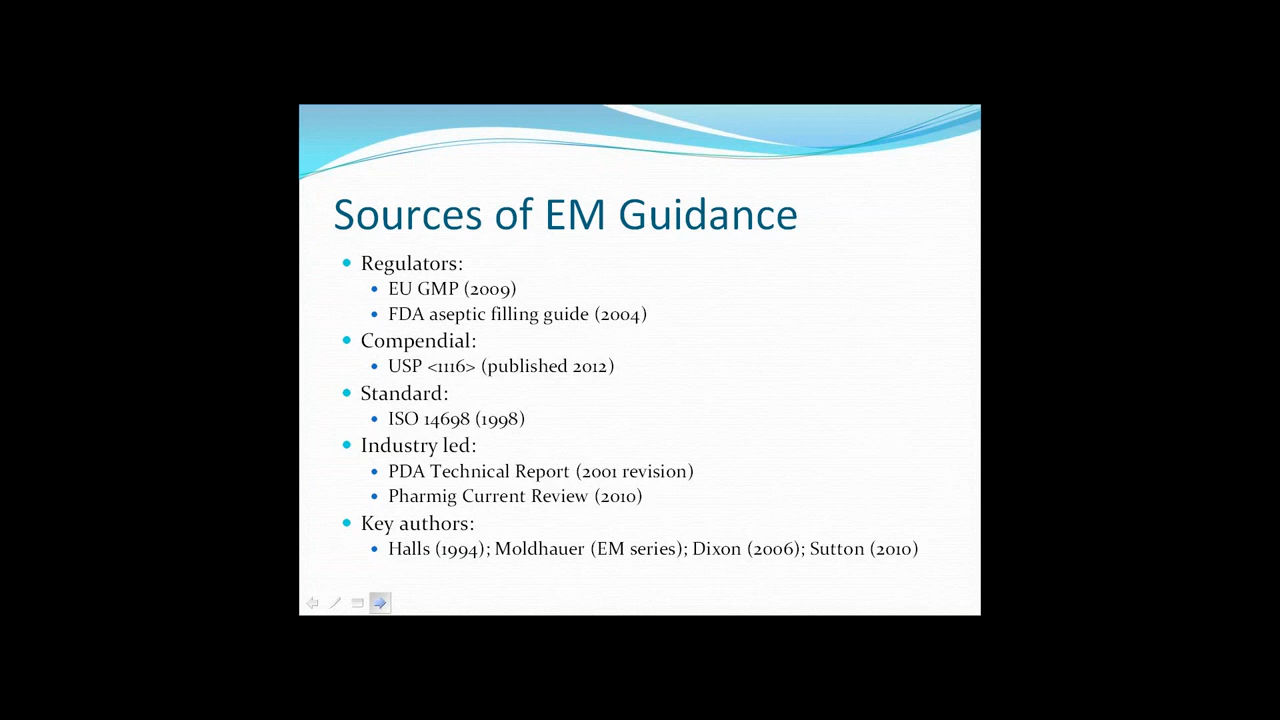 Sources of EM Guidance
Regulators:
EU GMP (2009)
FDA aseptic filling guide (2004)
Compendial:
USP <1116> (published 2012)
Standard:
ISO 14698 (1998)
Industry led:
PDA Technical Report (2001 revision)
Pharmig Current Review (2010)
Key authors:
Halls (1994); Moldhauer (EM series); Dixon (2006); Sutton (2010)